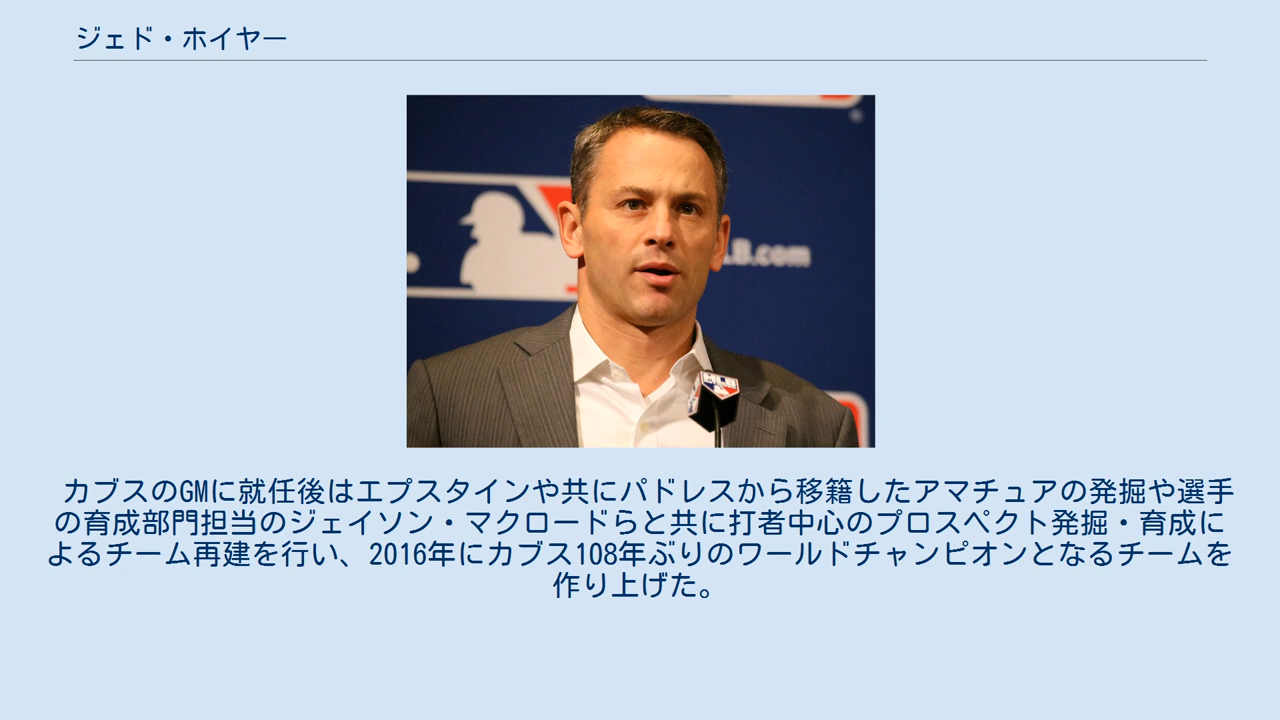 ジェド・ホイヤー
LB.com
MLB
カブスのGMに就任後はエプスタインや共にパドレスから移籍したアマチュアの発掘や選手
の育成部門担当のジェイソン・マクロードらと共に打者中心のプロスペクト発掘・育成に
よるチーム再建を行い、2016年にカブス108年ぶりのワールドチャンピオンとなるチームを
作り上げた。